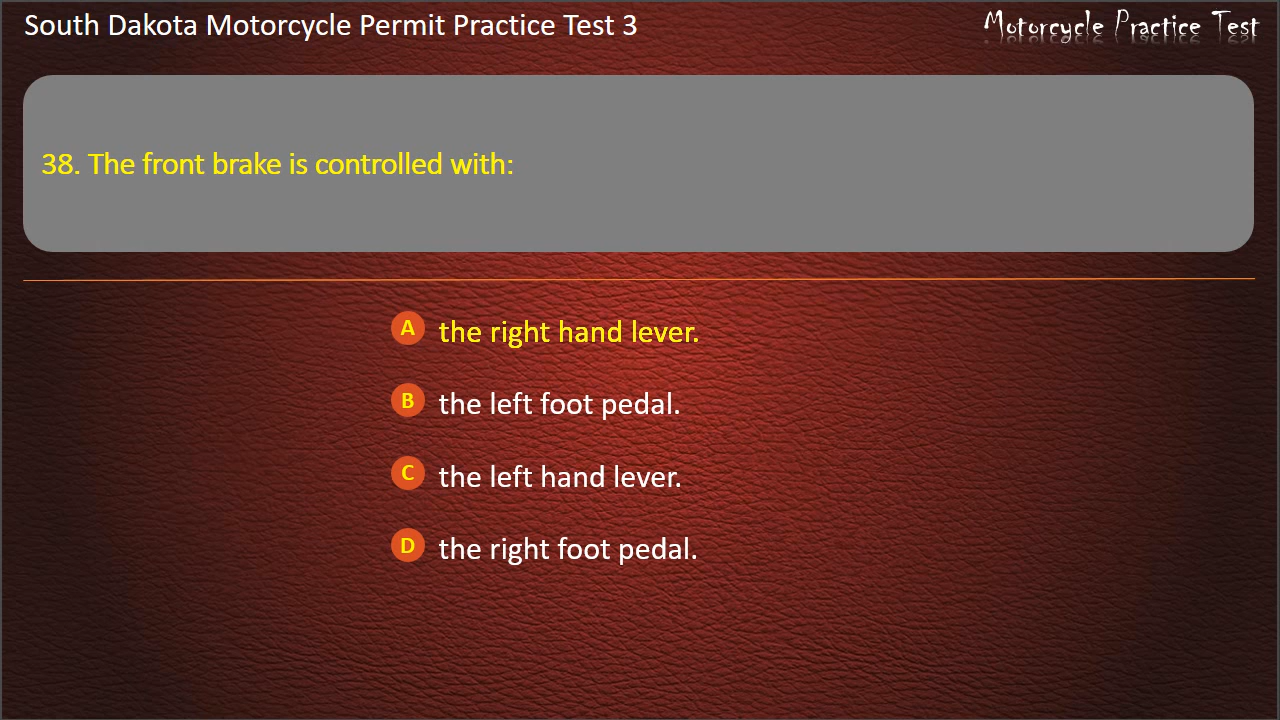 South Dakota Motorcycle Permit Practice Test 3
Motorcycle Practice Test
38. The front brake is controlled with:
A the right hand lever.
B the left foot pedal.
C the left hand lever.
D the right foot pedal.